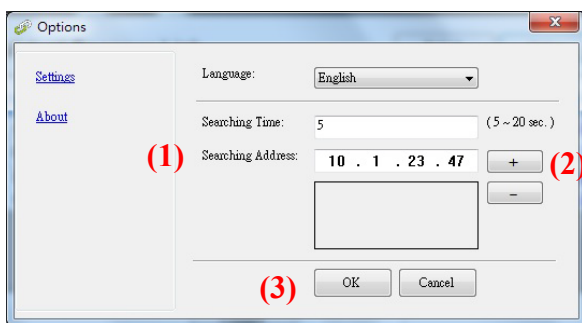 Options
Settings
About
Language: English
Searching Time: 5 (5 ~ 20 sec.)
(1) Searching Address: 10 . 1 . 23 . 47 + (2)
−
(3) OK Cancel